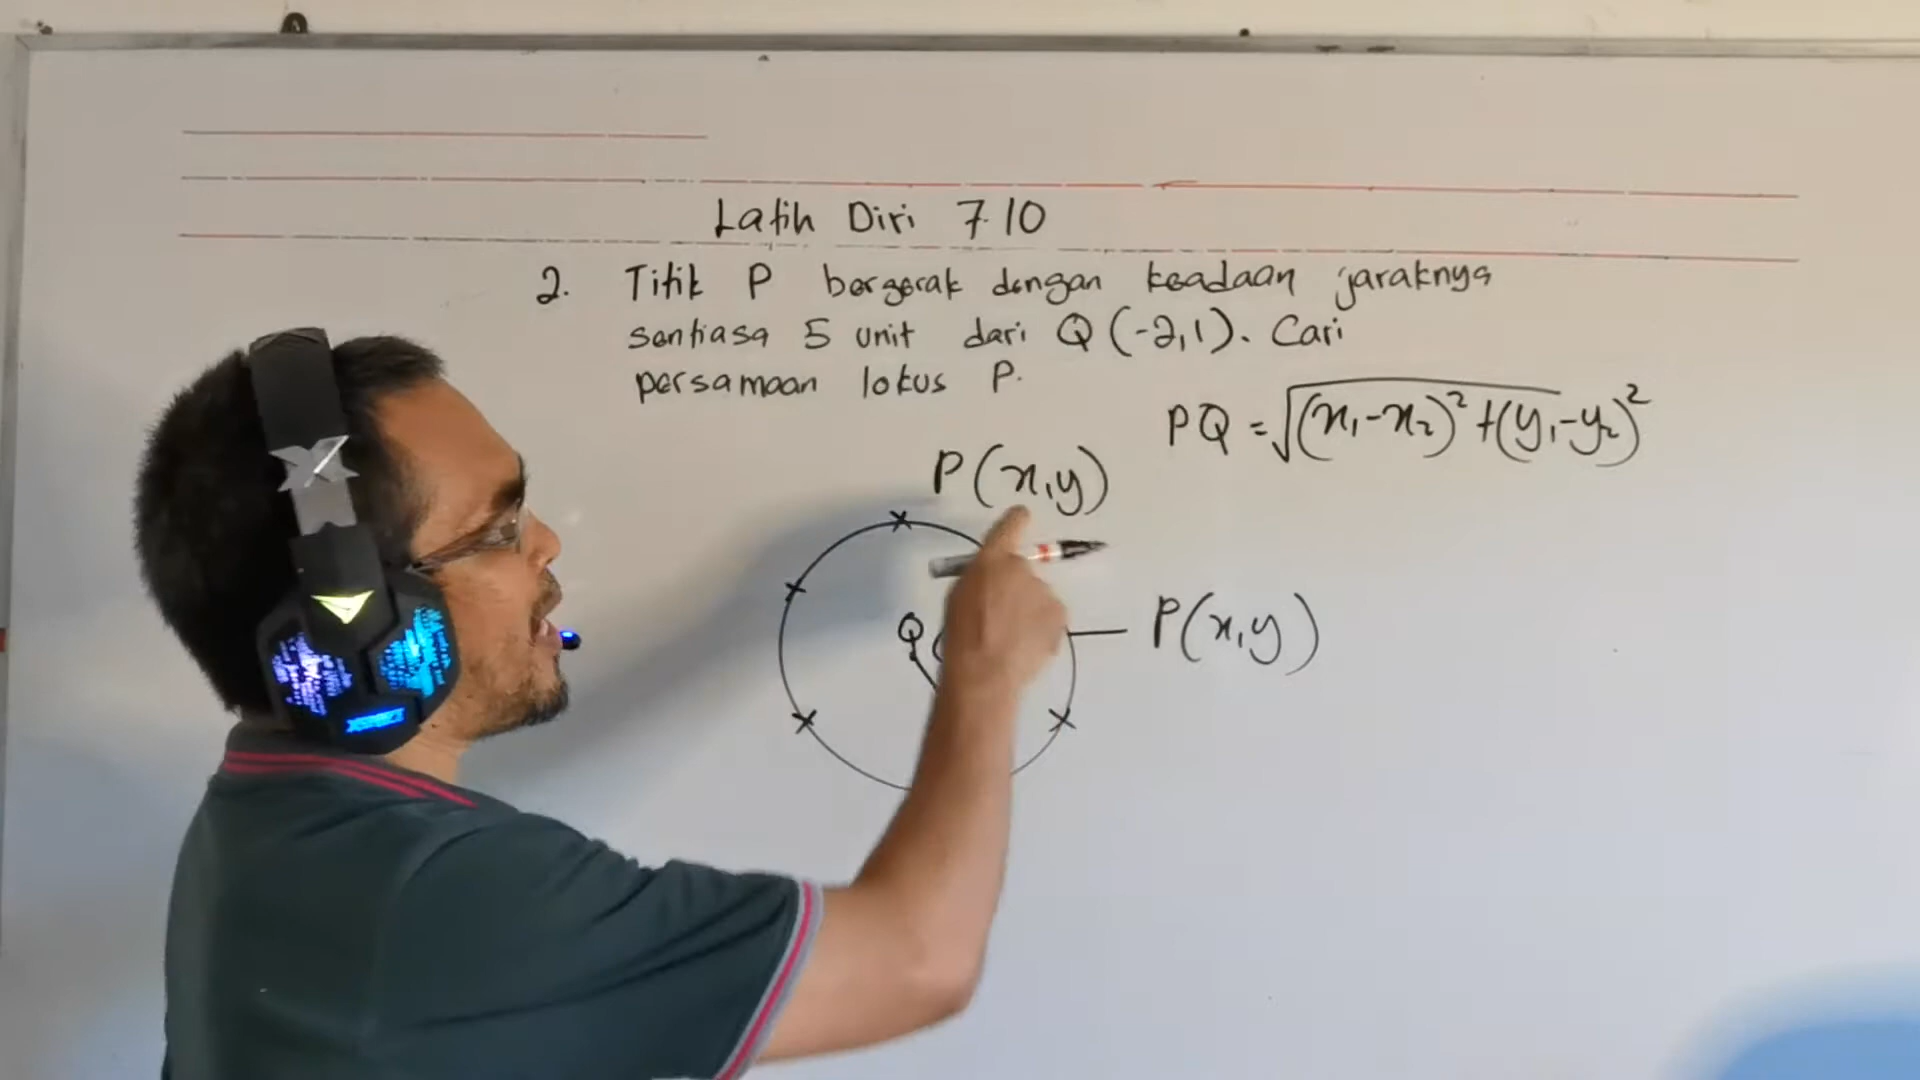 Latih Diri 7.10
2. Titik P bergerak dengan keadaan jaraknya
sentiasa 5 unit dari Q(-2,1). Cari
persamaan lokus P.
PQ = √(x₁-x₂)² + (y₁-y₂)²
P(x,y)
Q (
P(x,y)